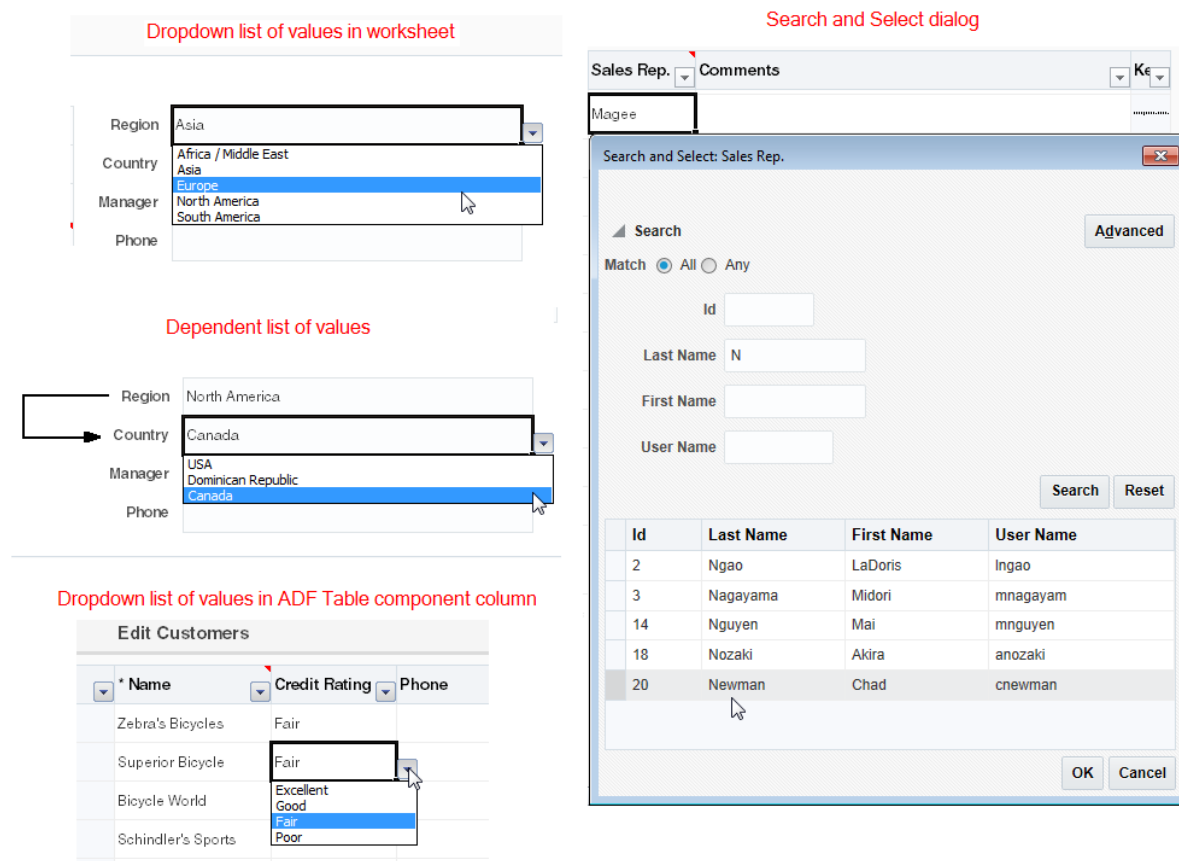 Dropdown list of values in worksheet
Region Asia
Africa / Middle East
Country
Asia
Europe
Manager North America
South America
Phone
Dependent list of values
Region North America
Country Canada
USA
Manager Dominican Republic
Canada
Phone
Dropdown list of values in ADF Table component column
Edit Customers
* Name Credit Rating Phone
Zebra's Bicycles Fair
Superior Bicycle Fair
Excellent
Bicycle World Good
Fair
Schindler's Sports Poor
Search and Select dialog
Sales Rep. Comments Ke
Magee
Search and Select: Sales Rep.
Search Advanced
Match All Any
Id
Last Name N
First Name
User Name
Search Reset
Id Last Name First Name User Name
2 Ngao LaDoris lngao
3 Nagayama Midori mnagayam
14 Nguyen Mai mnguyen
18 Nozaki Akira anozaki
20 Newman Chad cnewman
OK Cancel